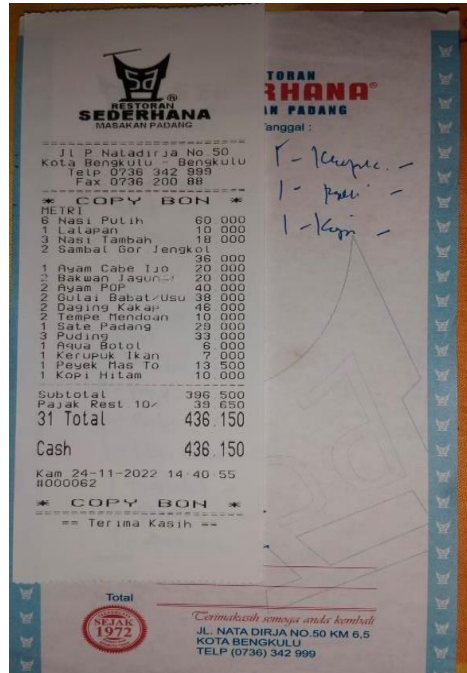 RESTORAN
SEDERHANA ®
MASAKAN PADANG
Jl P Natadirja No 50
Kota Bengkulu - Bengkulu
Telp 0736 342 999
Fax 0736 200 88
* COPY BON *
METRI
6 Nasi Putih 60 000
1 Lalapan 10 000
3 Nasi Tambah 18 000
2 Sambal Gor Jengkol
36 000
1 Ayam Cabe Ijo 20 000
2 Bakwan Jagung 20 000
2 Ayam POP 40 000
2 Gulai Babat/Usu 38 000
2 Daging Kakap 46 000
2 Tempe Mendoan 10 000
1 Sate Padang 29 000
3 Puding 33 000
1 Aqua Botol 6 000
1 Kerupuk Ikan 7 000
1 Peyek Mas To 13 500
1 Kopi Hitam 10 000
Subtotal 396 500
Pajak Rest 10% 39 650
31 Total 436.150
Cash 436.150
Kam 24-11-2022 14:40:55
#000062
* COPY BON *
== Terima Kasih ==
TORAN
RHANA®
N PADANG
Tanggal :
1 - Kopi -
Total
SEJAK
1972
Terimakasih semoga anda kembali
JL. NATA DIRJA NO.50 KM 6,5
KOTA BENGKULU
TELP (0736) 342 999